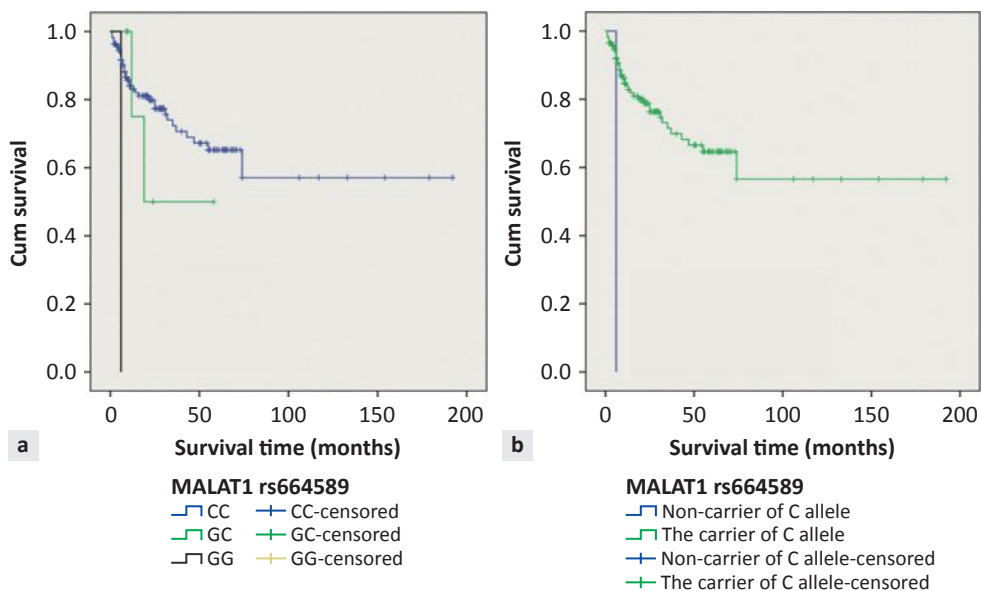 1.0
0.8
0.6
0.4
0.2
0.0
Cum survival
0 50 100 150 200
Survival time (months)
a
MALAT1 rs664589
CC CC-censored
GC GC-censored
GG GG-censored
1.0
0.8
0.6
0.4
0.2
0.0
Cum survival
0 50 100 150 200
Survival time (months)
b
MALAT1 rs664589
Non-carrier of C allele
The carrier of C allele
Non-carrier of C allele-censored
The carrier of C allele-censored